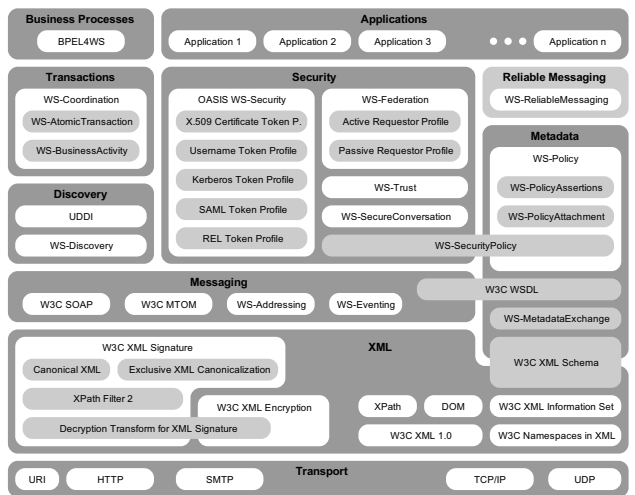 Business Processes
BPEL4WS
Applications
Application 1
Application 2
Application 3
Application n
Transactions
WS-Coordination
WS-AtomicTransaction
WS-BusinessActivity
Security
OASIS WS-Security
X.509 Certificate Token P.
Username Token Profile
Kerberos Token Profile
SAML Token Profile
REL Token Profile
WS-Federation
Active Requestor Profile
Passive Requestor Profile
WS-Trust
WS-SecureConversation
WS-SecurityPolicy
Reliable Messaging
WS-ReliableMessaging
Metadata
WS-Policy
WS-PolicyAssertions
WS-PolicyAttachment
Discovery
UDDI
WS-Discovery
Messaging
W3C SOAP
W3C MTOM
WS-Addressing
WS-Eventing
W3C WSDL
WS-MetadataExchange
W3C XML Schema
XML
W3C XML Signature
Canonical XML
Exclusive XML Canonicalization
XPath Filter 2
W3C XML Encryption
Decryption Transform for XML Signature
XPath
DOM
W3C XML Information Set
W3C XML 1.0
W3C Namespaces in XML
Transport
URI
HTTP
SMTP
TCP/IP
UDP